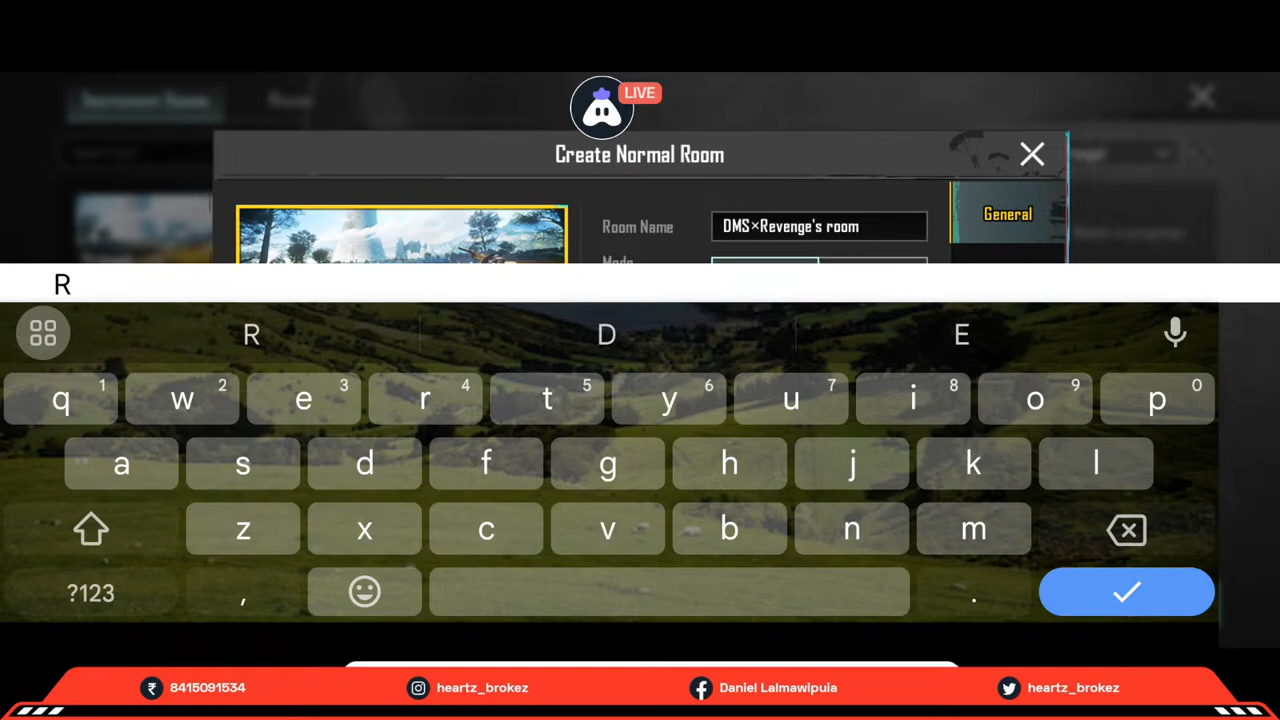 LIVE
Create Normal Room
General
Room Name DMS×Revenge's room
Mode
R
R D E
q 1 w 2 e 3 r 4 t 5 y 6 u 7 i 8 o 9 p 0
a s d f g h j k l
z x c v b n m
?123 , .
₹ 8415091534 heartz_brokez Daniel Lalmawipuia heartz_brokez